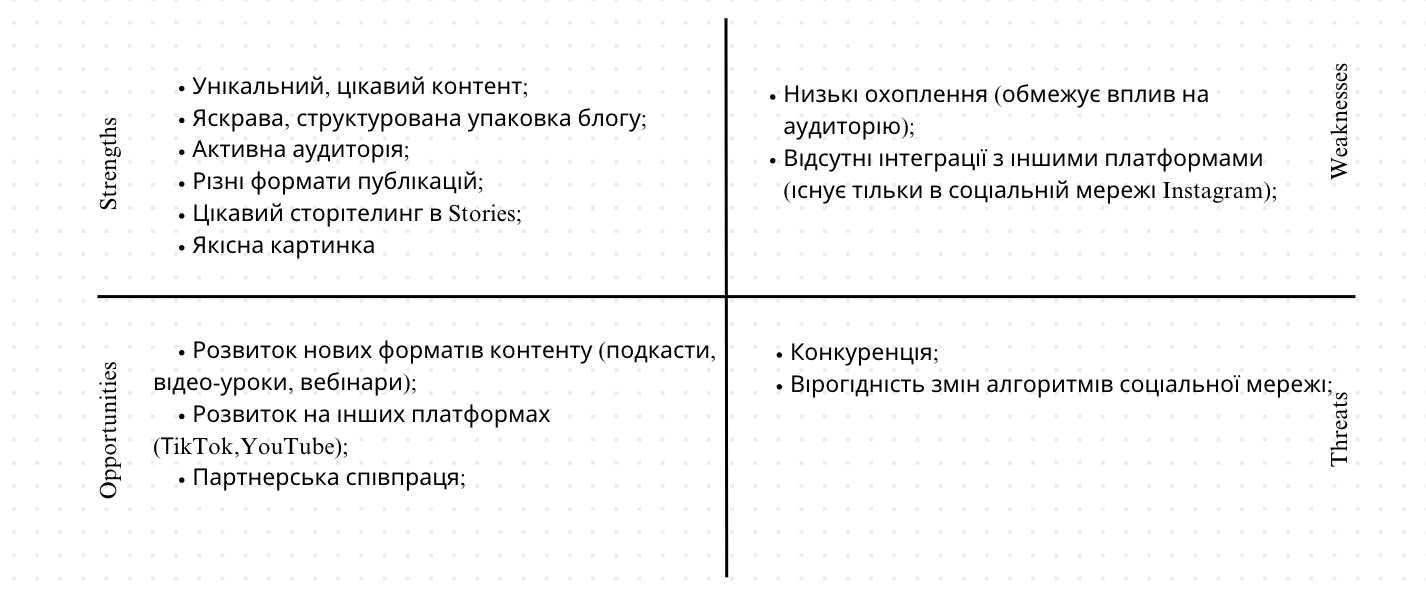 Strengths
• Унікальний, цікавий контент;
• Яскрава, структурована упаковка блогу;
• Активна аудиторія;
• Різні формати публікацій;
• Цікавий сторітелинг в Stories;
• Якісна картинка
Weaknesses
• Низькі охоплення (обмежує вплив на
аудиторію);
• Відсутні інтеграції з іншими платформами
(існує тільки в соціальній мережі Instagram);
Opportunities
• Розвиток нових форматів контенту (подкасти,
відео-уроки, вебінари);
• Розвиток на інших платформах
(TikTok,YouTube);
• Партнерська співпраця;
Threats
• Конкуренція;
• Вірогідність змін алгоритмів соціальної мережі;